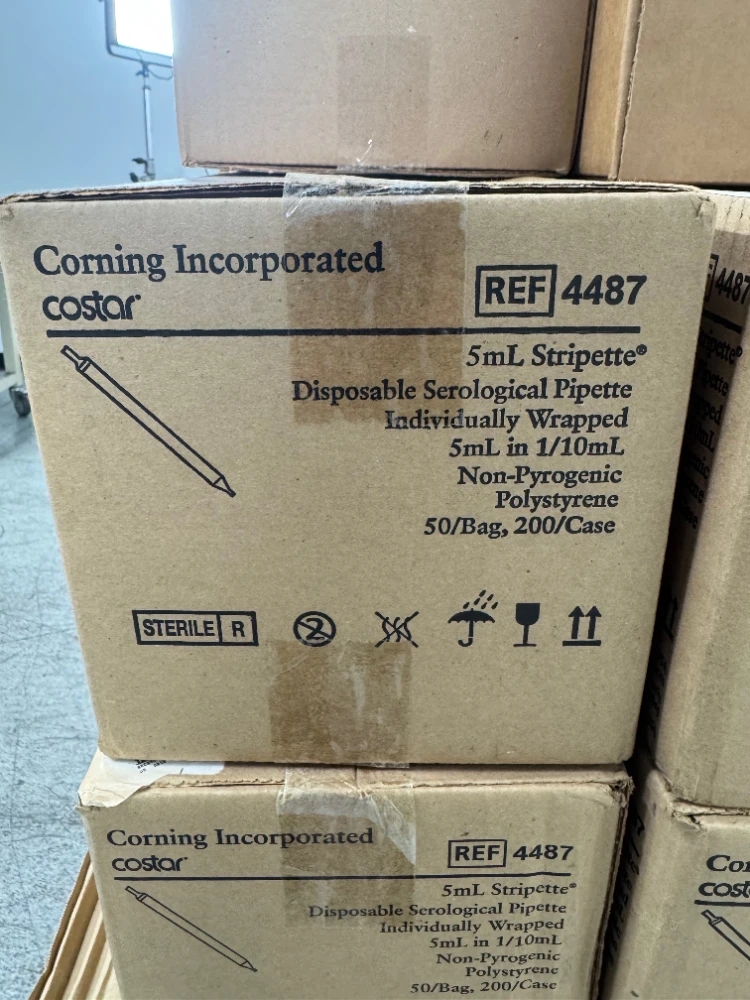 Corning Incorporated
costar
REF 4487
5mL Stripette®
Disposable Serological Pipette
Individually Wrapped
5mL in 1/10mL
Non-Pyrogenic
Polystyrene
50/Bag, 200/Case
STERILE R
2
Corning Incorporated
costar
REF 4487
5mL Stripette®
Disposable Serological Pipette
Individually Wrapped
5mL in 1/10mL
Non-Pyrogenic
Polystyrene
50/Bag, 200/Case
4487